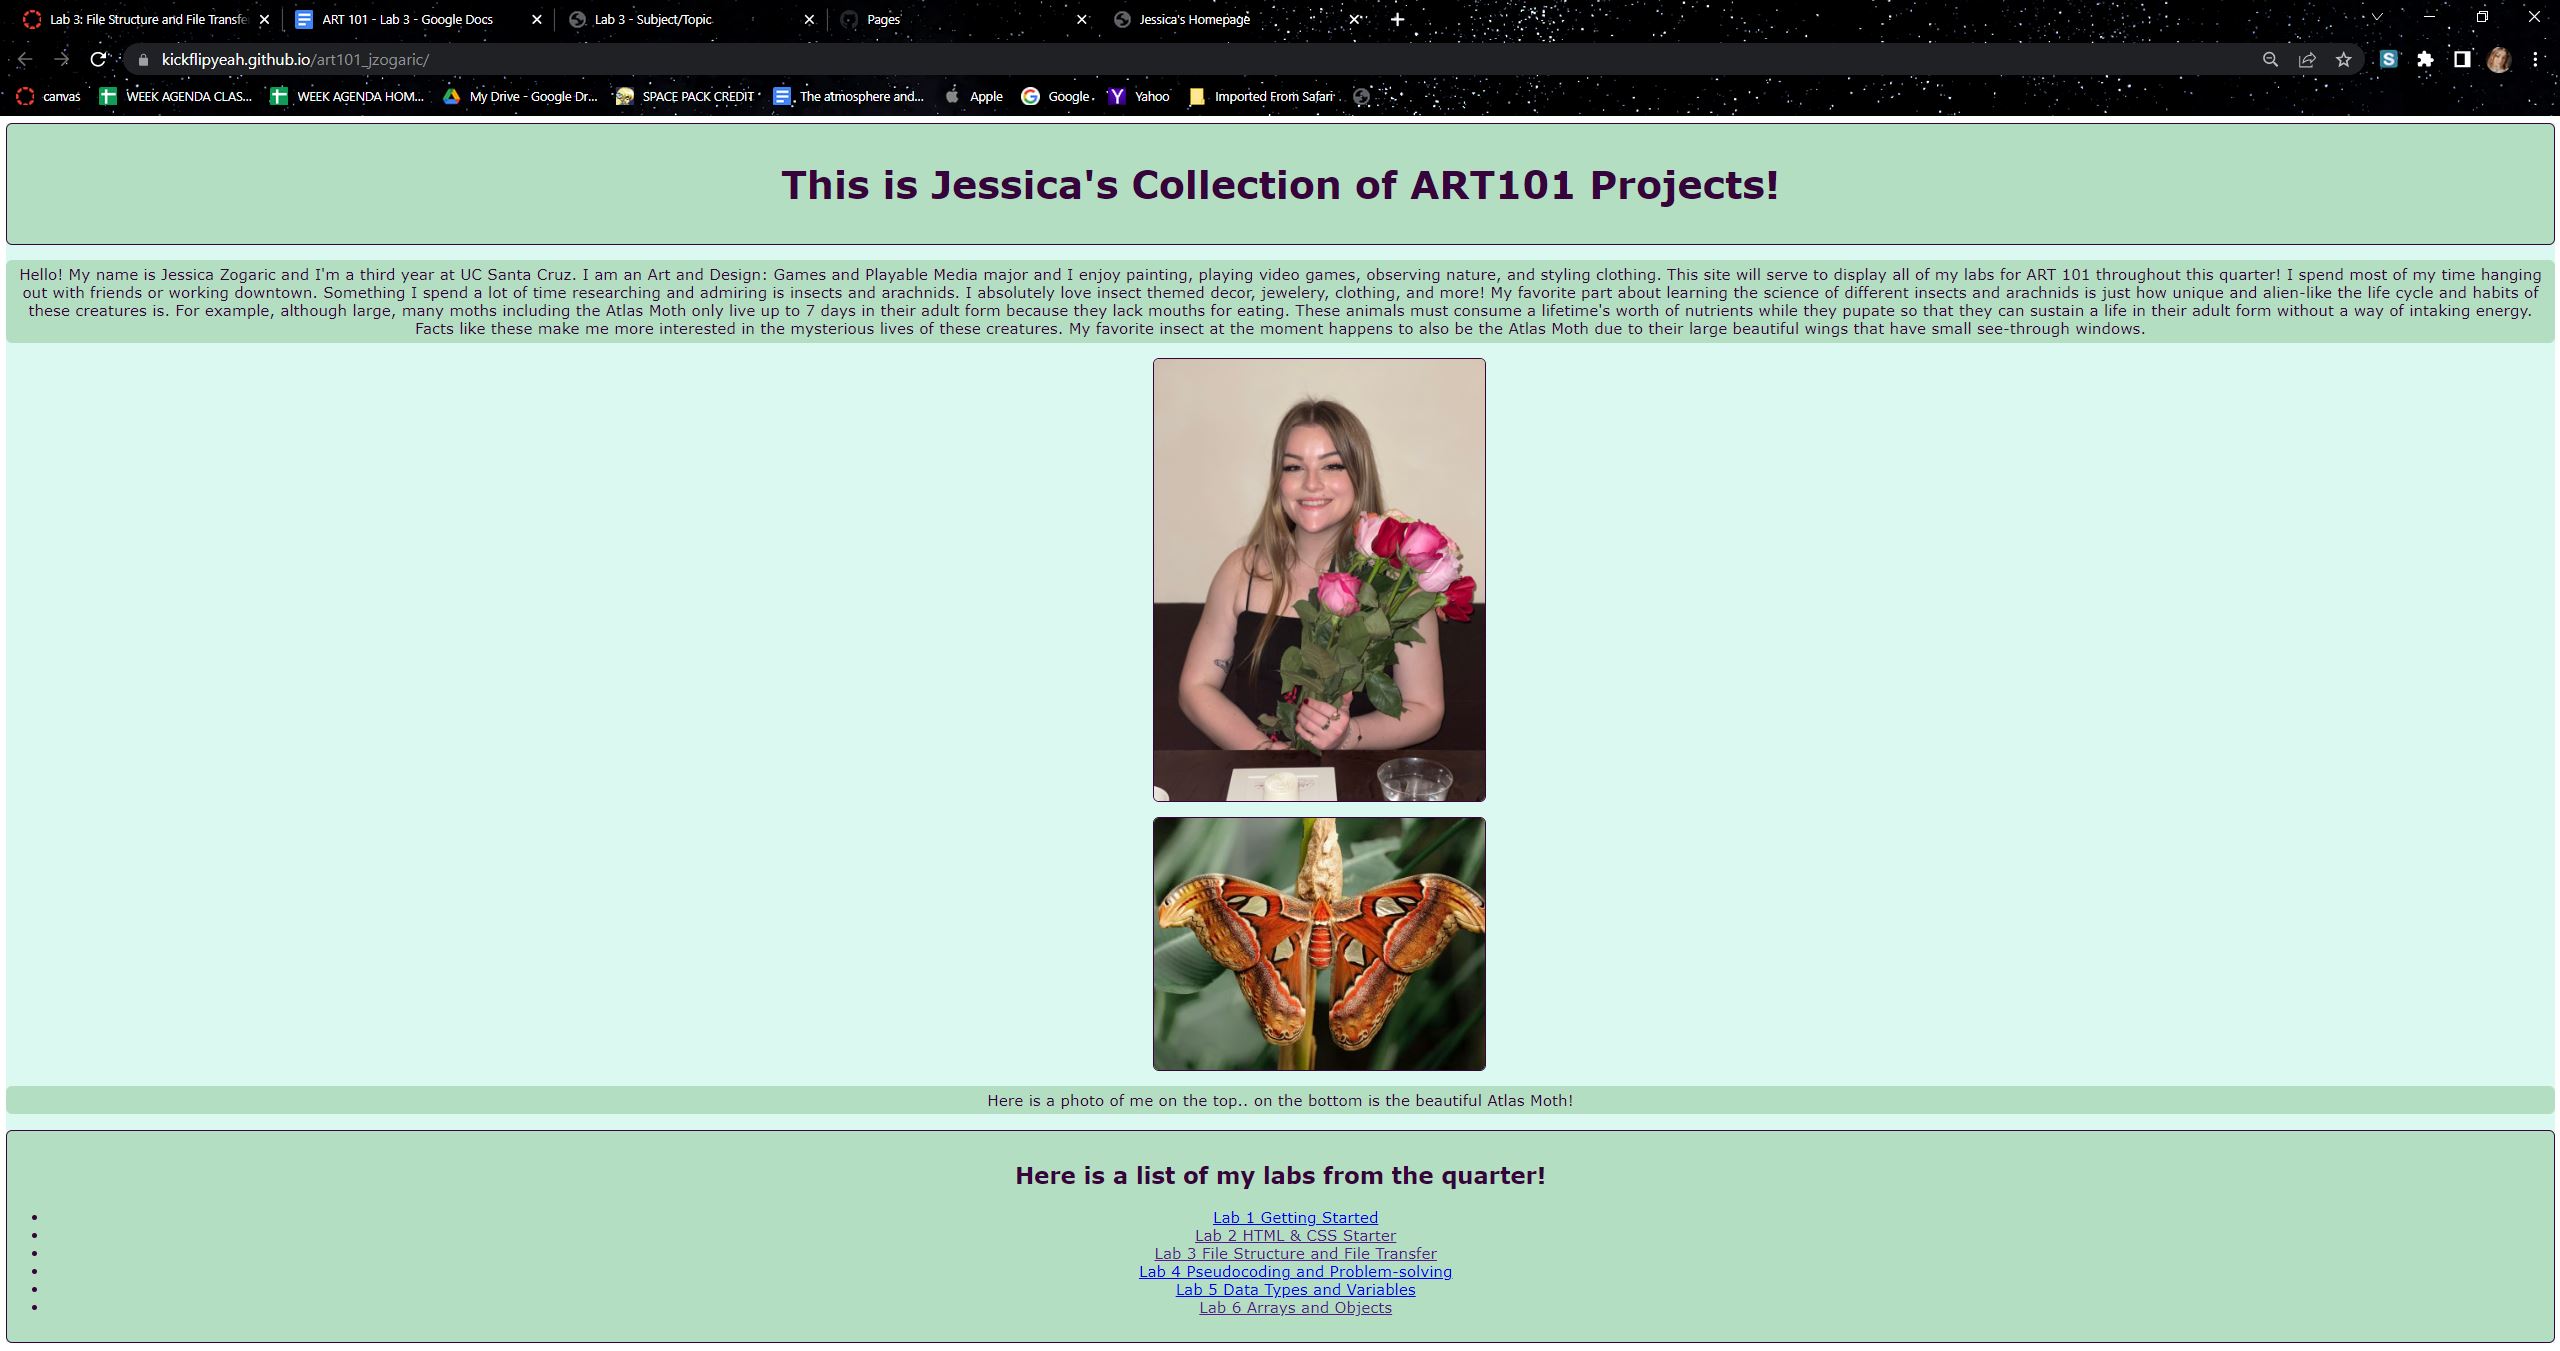 Lab 3: File Structure and File Transfe
ART 101 - Lab 3 - Google Docs
Lab 3 - Subject/Topic
Pages
Jessica's Homepage
kickflipyeah.github.io/art101_jzogaric/
canvas
WEEK AGENDA CLAS...
WEEK AGENDA HOM...
My Drive - Google Dr...
SPACE PACK CREDIT
The atmosphere and...
Apple
Google
Yahoo
Imported From Safari
This is Jessica's Collection of ART101 Projects!
Hello! My name is Jessica Zogaric and I'm a third year at UC Santa Cruz. I am an Art and Design: Games and Playable Media major and I enjoy painting, playing video games, observing nature, and styling clothing. This site will serve to display all of my labs for ART 101 throughout this quarter! I spend most of my time hanging
out with friends or working downtown. Something I spend a lot of time researching and admiring is insects and arachnids. I absolutely love insect themed decor, jewelery, clothing, and more! My favorite part about learning the science of different insects and arachnids is just how unique and alien-like the life cycle and habits of
these creatures is. For example, although large, many moths including the Atlas Moth only live up to 7 days in their adult form because they lack mouths for eating. These animals must consume a lifetime's worth of nutrients while they pupate so that they can sustain a life in their adult form without a way of intaking energy.
Facts like these make me more interested in the mysterious lives of these creatures. My favorite insect at the moment happens to also be the Atlas Moth due to their large beautiful wings that have small see-through windows.
Here is a photo of me on the top.. on the bottom is the beautiful Atlas Moth!
Here is a list of my labs from the quarter!
Lab 1 Getting Started
Lab 2 HTML & CSS Starter
Lab 3 File Structure and File Transfer
Lab 4 Pseudocoding and Problem-solving
Lab 5 Data Types and Variables
Lab 6 Arrays and Objects